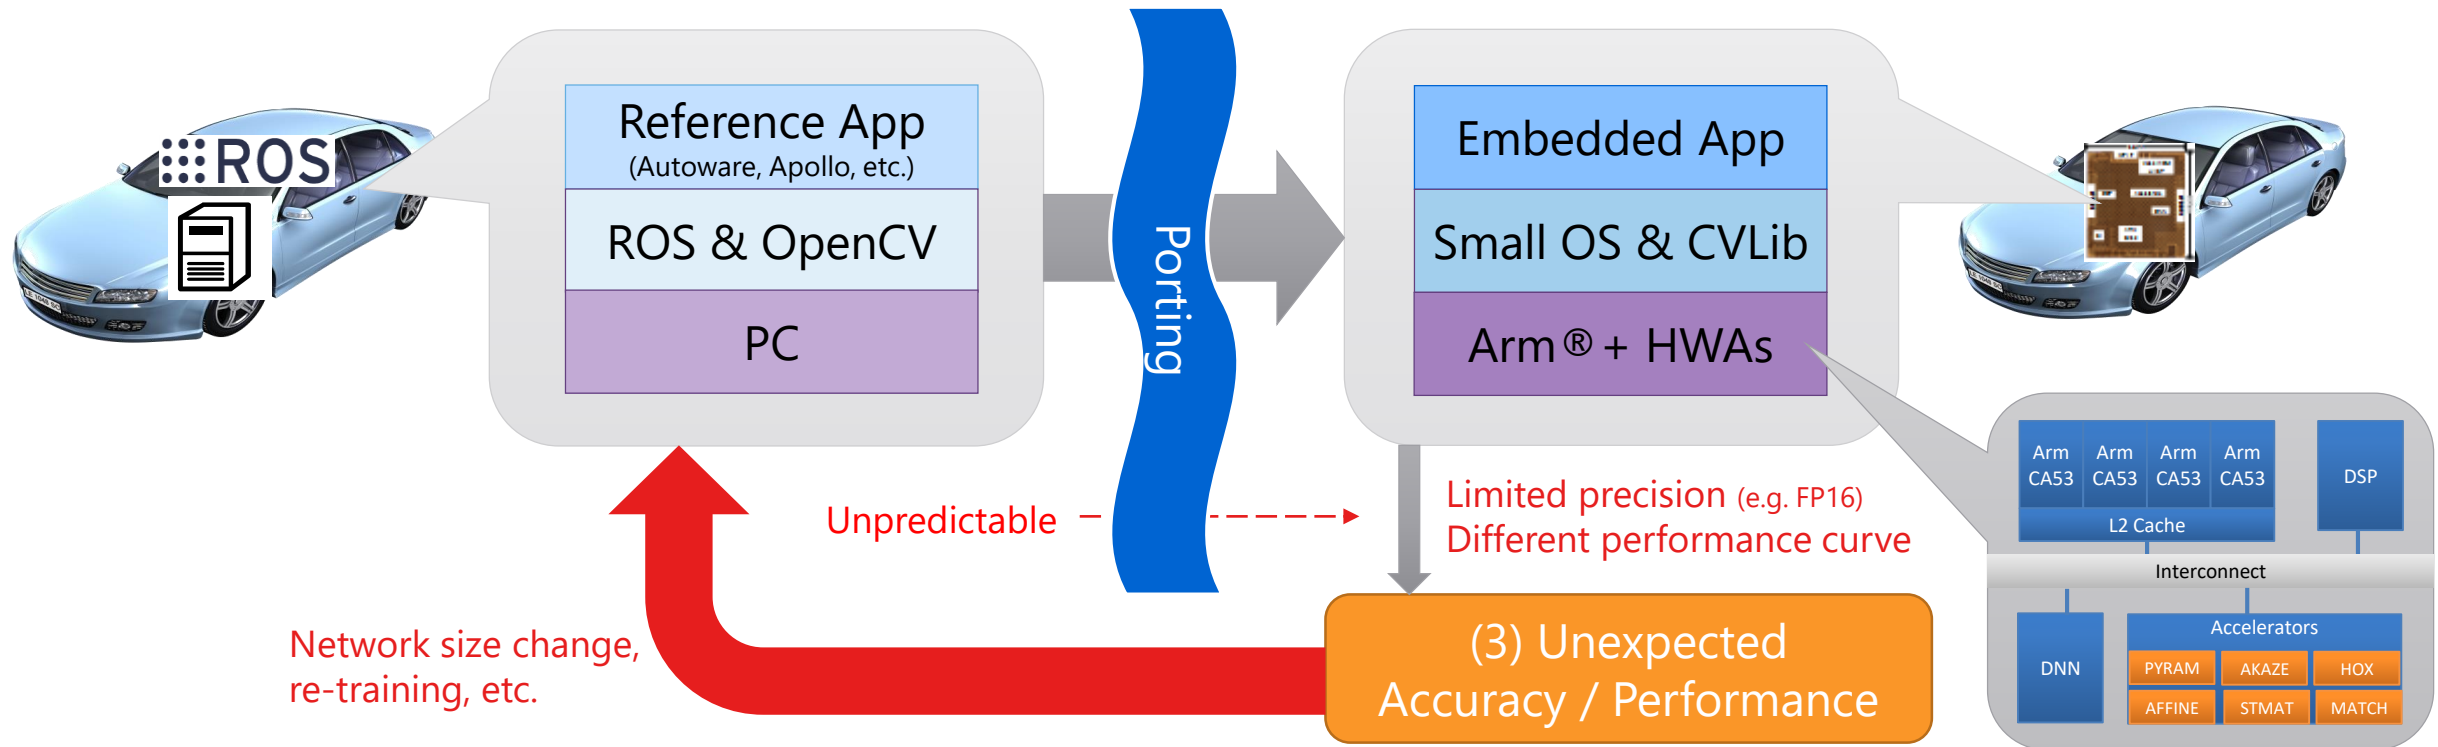 ROS
Reference App
(Autoware, Apollo, etc.)
ROS & OpenCV
PC
Porting
Embedded App
Small OS & CVLib
Arm® + HWAs
Unpredictable
Limited precision (e.g. FP16)
Different performance curve
Network size change,
re-training, etc.
(3) Unexpected
Accuracy / Performance
Arm
CA53
Arm
CA53
Arm
CA53
Arm
CA53
L2 Cache
DSP
Interconnect
DNN
Accelerators
PYRAM
AKAZE
HOX
AFFINE
STMAT
MATCH